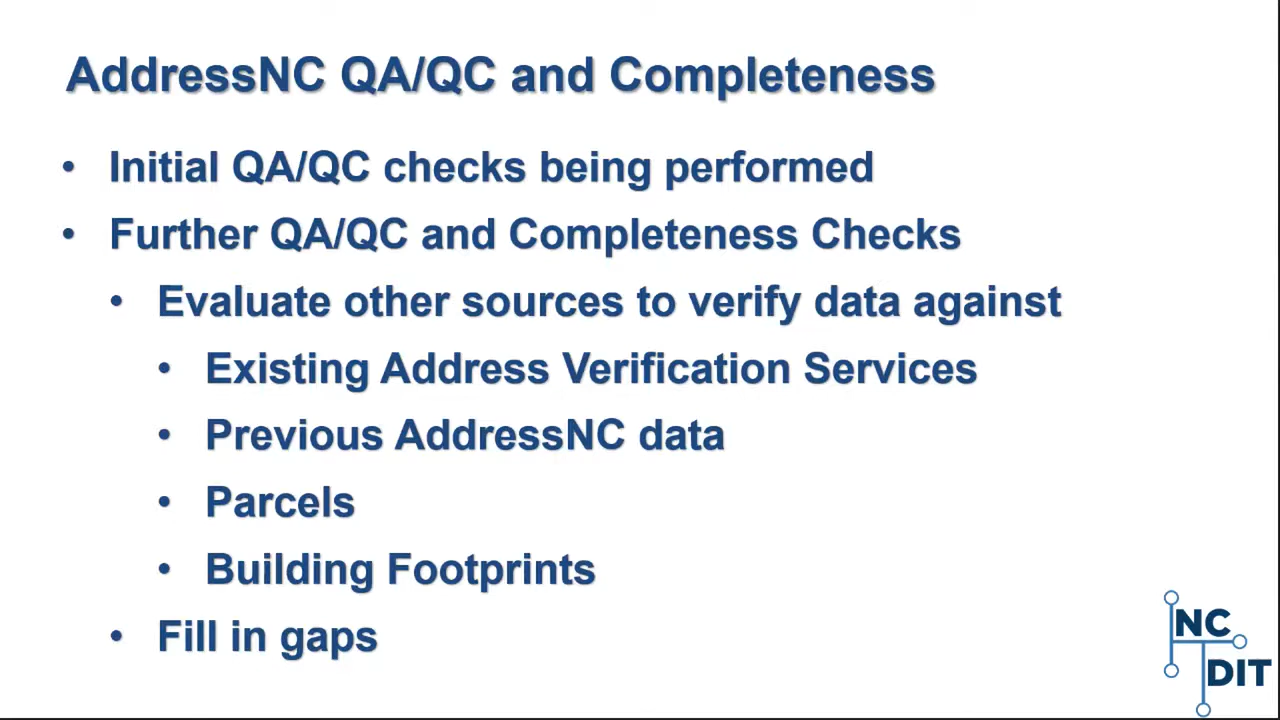 AddressNC QA/QC and Completeness
• Initial QA/QC checks being performed
• Further QA/QC and Completeness Checks
• Evaluate other sources to verify data against
• Existing Address Verification Services
• Previous AddressNC data
• Parcels
• Building Footprints
• Fill in gaps
NC
DIT